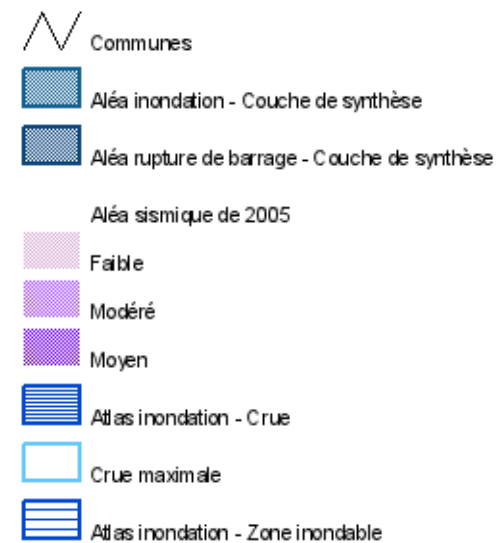 Communes
Aléa inondation - Couche de synthèse
Aléa rupture de barrage - Couche de synthèse
Aléa sismique de 2005
Faible
Modéré
Moyen
Atlas inondation - Crue
Crue maximale
Atlas inondation - Zone inondable